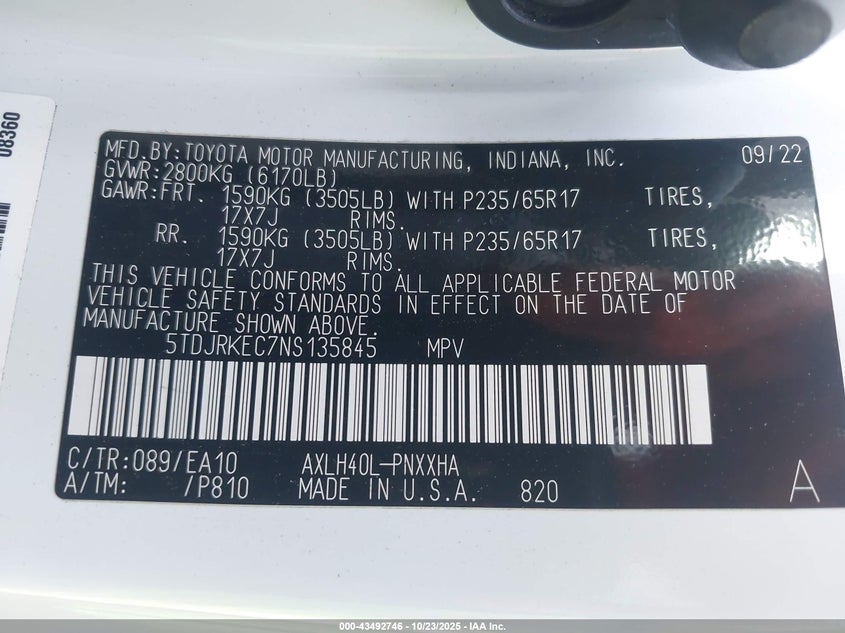 08360
MFD.BY:TOYOTA MOTOR MANUFACTURING, INDIANA, INC. 09/22
GVWR:2800KG (6170LB)
GAWR:FRT. 1590KG (3505LB) WITH P235/65R17 TIRES,
17X7J RIMS.
RR. 1590KG (3505LB) WITH P235/65R17 TIRES,
17X7J RIMS.
THIS VEHICLE CONFORMS TO ALL APPLICABLE FEDERAL MOTOR
VEHICLE SAFETY STANDARDS IN EFFECT ON THE DATE OF
MANUFACTURE SHOWN ABOVE.
5TDJRKEC7NS135845 MPV
C/TR:089/EA10 AXLH40L-PNXXHA
A/TM: /P810 MADE IN U.S.A. 820 A
000-43492746 - 10/23/2025 - IAA Inc.